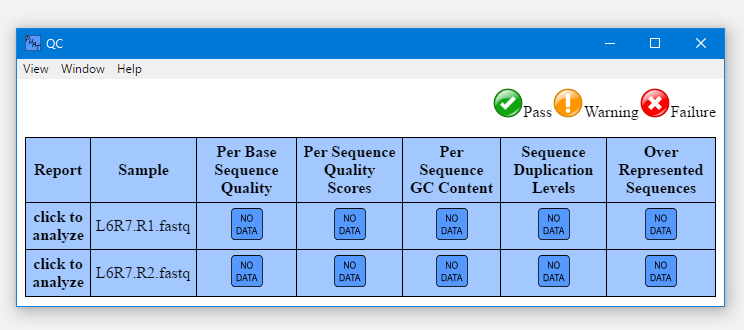 QC
View Window Help
Pass Warning Failure
Report Sample Per Base Sequence Quality Per Sequence Quality Scores Per Sequence GC Content Sequence Duplication Levels Over Represented Sequences
click to analyze L6R7.R1.fastq NO DATA NO DATA NO DATA NO DATA NO DATA
click to analyze L6R7.R2.fastq NO DATA NO DATA NO DATA NO DATA NO DATA